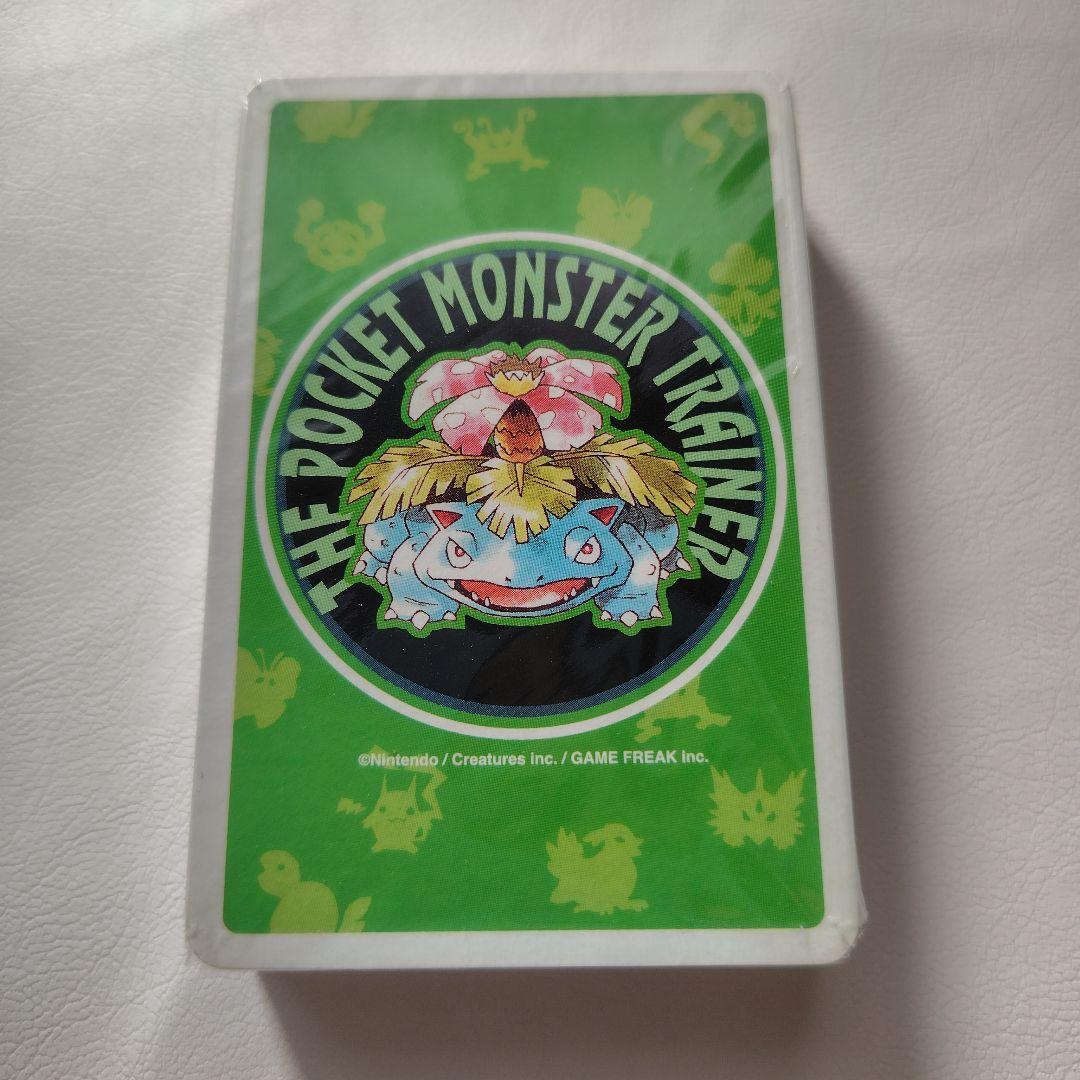 THE POCKET MONSTER TRAINER
©Nintendo / Creatures inc. / GAME FREAK inc.